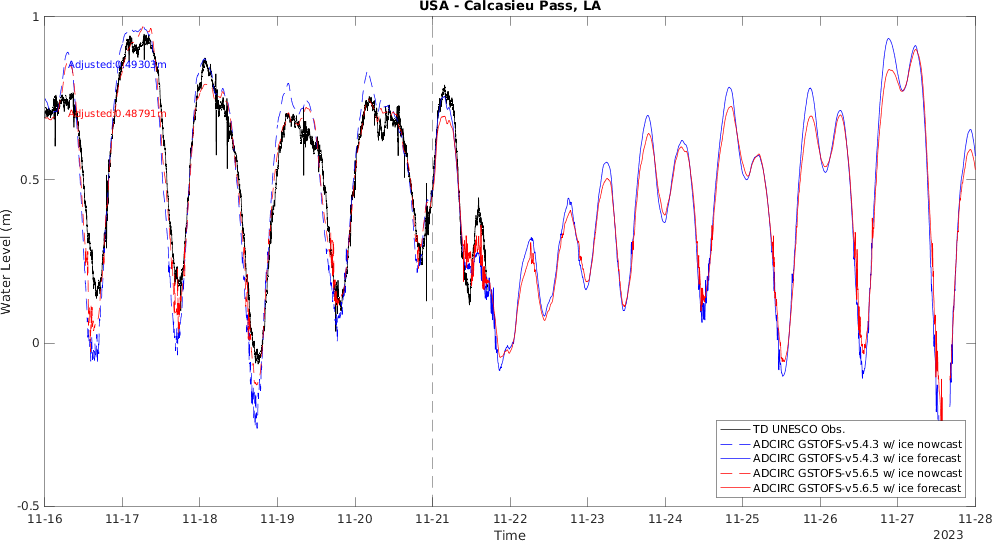 USA - Calcasieu Pass, LA
1
Adjusted:0.49303m
Adjusted:0.48791m
0.5
Water Level (m)
0
TD UNESCO Obs.
ADCIRC GSTOFS-v5.4.3 w/ ice nowcast
ADCIRC GSTOFS-v5.4.3 w/ ice forecast
ADCIRC GSTOFS-v5.6.5 w/ ice nowcast
ADCIRC GSTOFS-v5.6.5 w/ ice forecast
-0.5
11-16 11-17 11-18 11-19 11-20 11-21 11-22 11-23 11-24 11-25 11-26 11-27 11-28
Time
2023